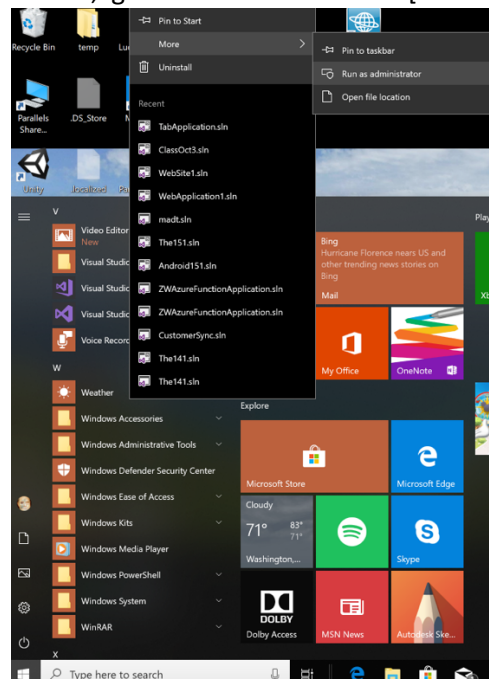 Pin to Start
More
Uninstall
Recent
TabApplication.sln
ClassOct3.sln
WebSite1.sln
WebApplication1.sln
madt.sln
The151.sln
Android151.sln
ZWAzureFunctionApplication.sln
ZWAzureFunctionApplication.sln
CustomerSync.sln
The141.sln
The141.sln
Pin to taskbar
Run as administrator
Open file location
Recycle Bin
temp
Parallels
Share...
.DS_Store
Unity
.localized
V
Video Editor
New
Visual Studio
Visual Studio
Visual Studio
Voice Record
W
Weather
Windows Accessories
Windows Administrative Tools
Windows Defender Security Center
Windows Ease of Access
Windows Kits
Windows Media Player
Windows PowerShell
Windows System
WinRAR
X
Play
Bing
Hurricane Florence nears US and
other trending news stories on
Bing
Mail
My Office
OneNote
Explore
Microsoft Store
Microsoft Edge
Cloudy
71° 83°
71°
Washington,...
Skype
DOLBY
Dolby Access
MSN News
Autodesk Ske...
Type here to search